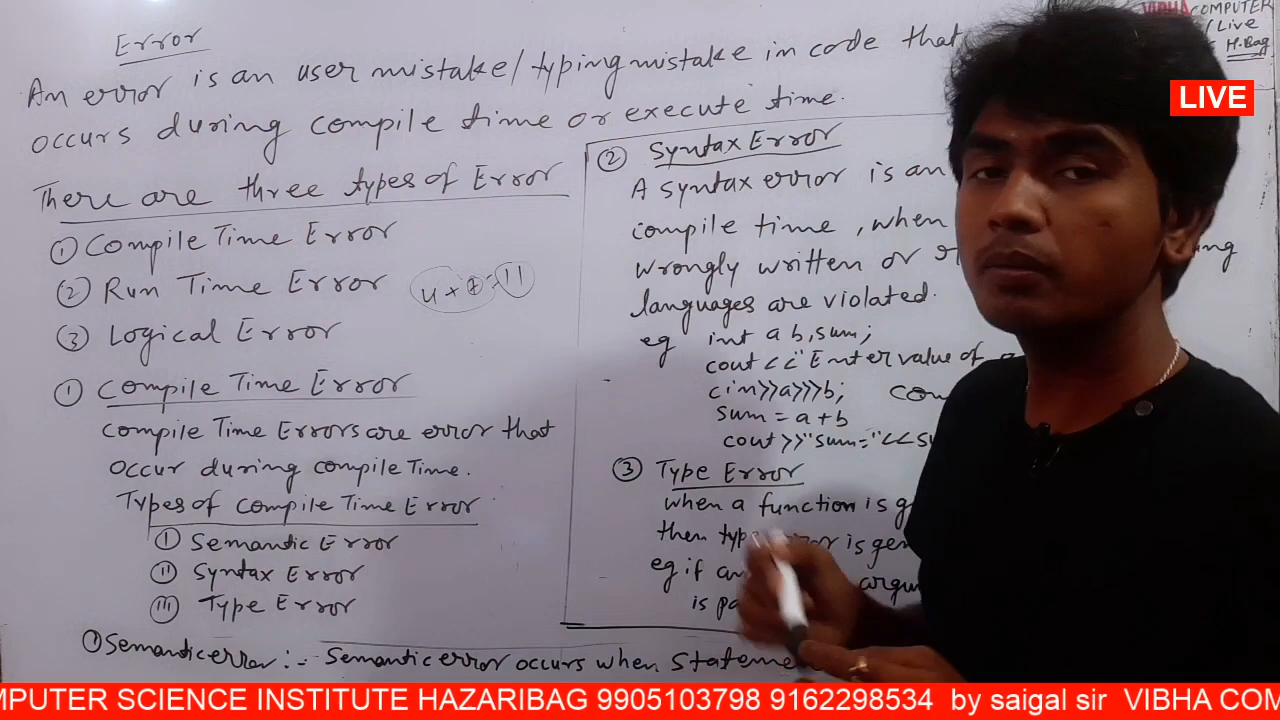 Error
An error is an user mistake/typing mistake in code that
occurs during compile time or execute time.
There are three types of Error
① Compile Time Error
② Run Time Error
③ Logical Error
① Compile Time Error
Compile Time Errors are error that
occur during compile Time.
Types of Compile Time Error
① Semantic Error
⑪ Syntax Error
⑪⑪ Type Error
① Semantic error :- Semantic error occurs when Stateme
② Syntax Error
A syntax error is an
compile time, when
wrongly written or
languages are violated.
eg int a b, sum;
cout<<"Enter value of
cin>>a>>>b;
sum = a+b
cout>>"sum="<<su
③ Type Error
when a function is
then type error is gen
eg if an argu
is pa
VIBHA COMPUTER
Live
H.Bag
LIVE
MPUTER SCIENCE INSTITUTE HAZARIBAG 9905103798 9162298534 by saigal sir VIBHA COM